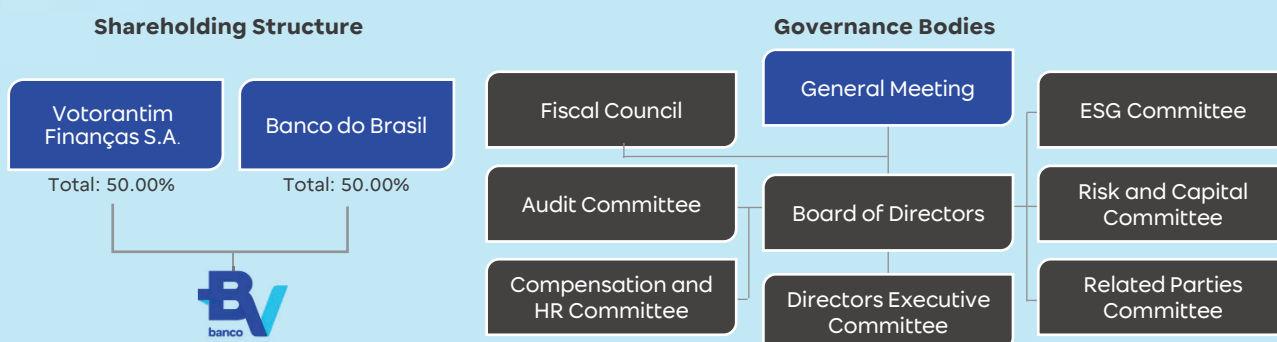 Shareholding Structure
Votorantim
Finanças S.A.
Banco do Brasil
Total: 50.00%
Total: 50.00%
BV
banco
Governance Bodies
General Meeting
Fiscal Council
ESG Committee
Audit Committee
Board of Directors
Risk and Capital
Committee
Compensation and
HR Committee
Directors Executive
Committee
Related Parties
Committee